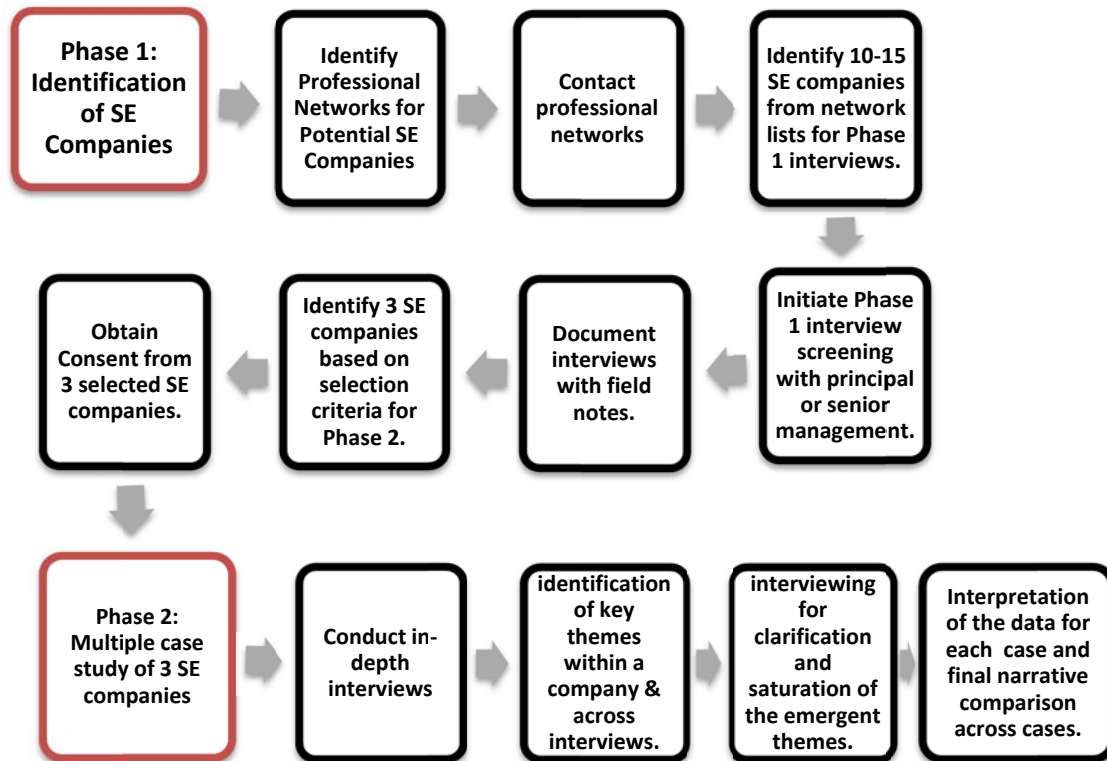 Phase 1:
Identification
of SE
Companies
Identify
Professional
Networks for
Potential SE
Companies
Contact
professional
networks
Identify 10-15
SE companies
from network
lists for Phase
1 interviews.
Initiate Phase
1 interview
screening
with principal
or senior
management.
Document
interviews
with field
notes.
Identify 3 SE
companies
based on
selection
criteria for
Phase 2.
Obtain
Consent from
3 selected SE
companies.
Phase 2:
Multiple case
study of 3 SE
companies
Conduct in-
depth
interviews
identification
of key
themes
within a
company &
across
interviews.
interviewing
for
clarification
and
saturation of
the emergent
themes.
Interpretation
of the data for
each case and
final narrative
comparison
across cases.